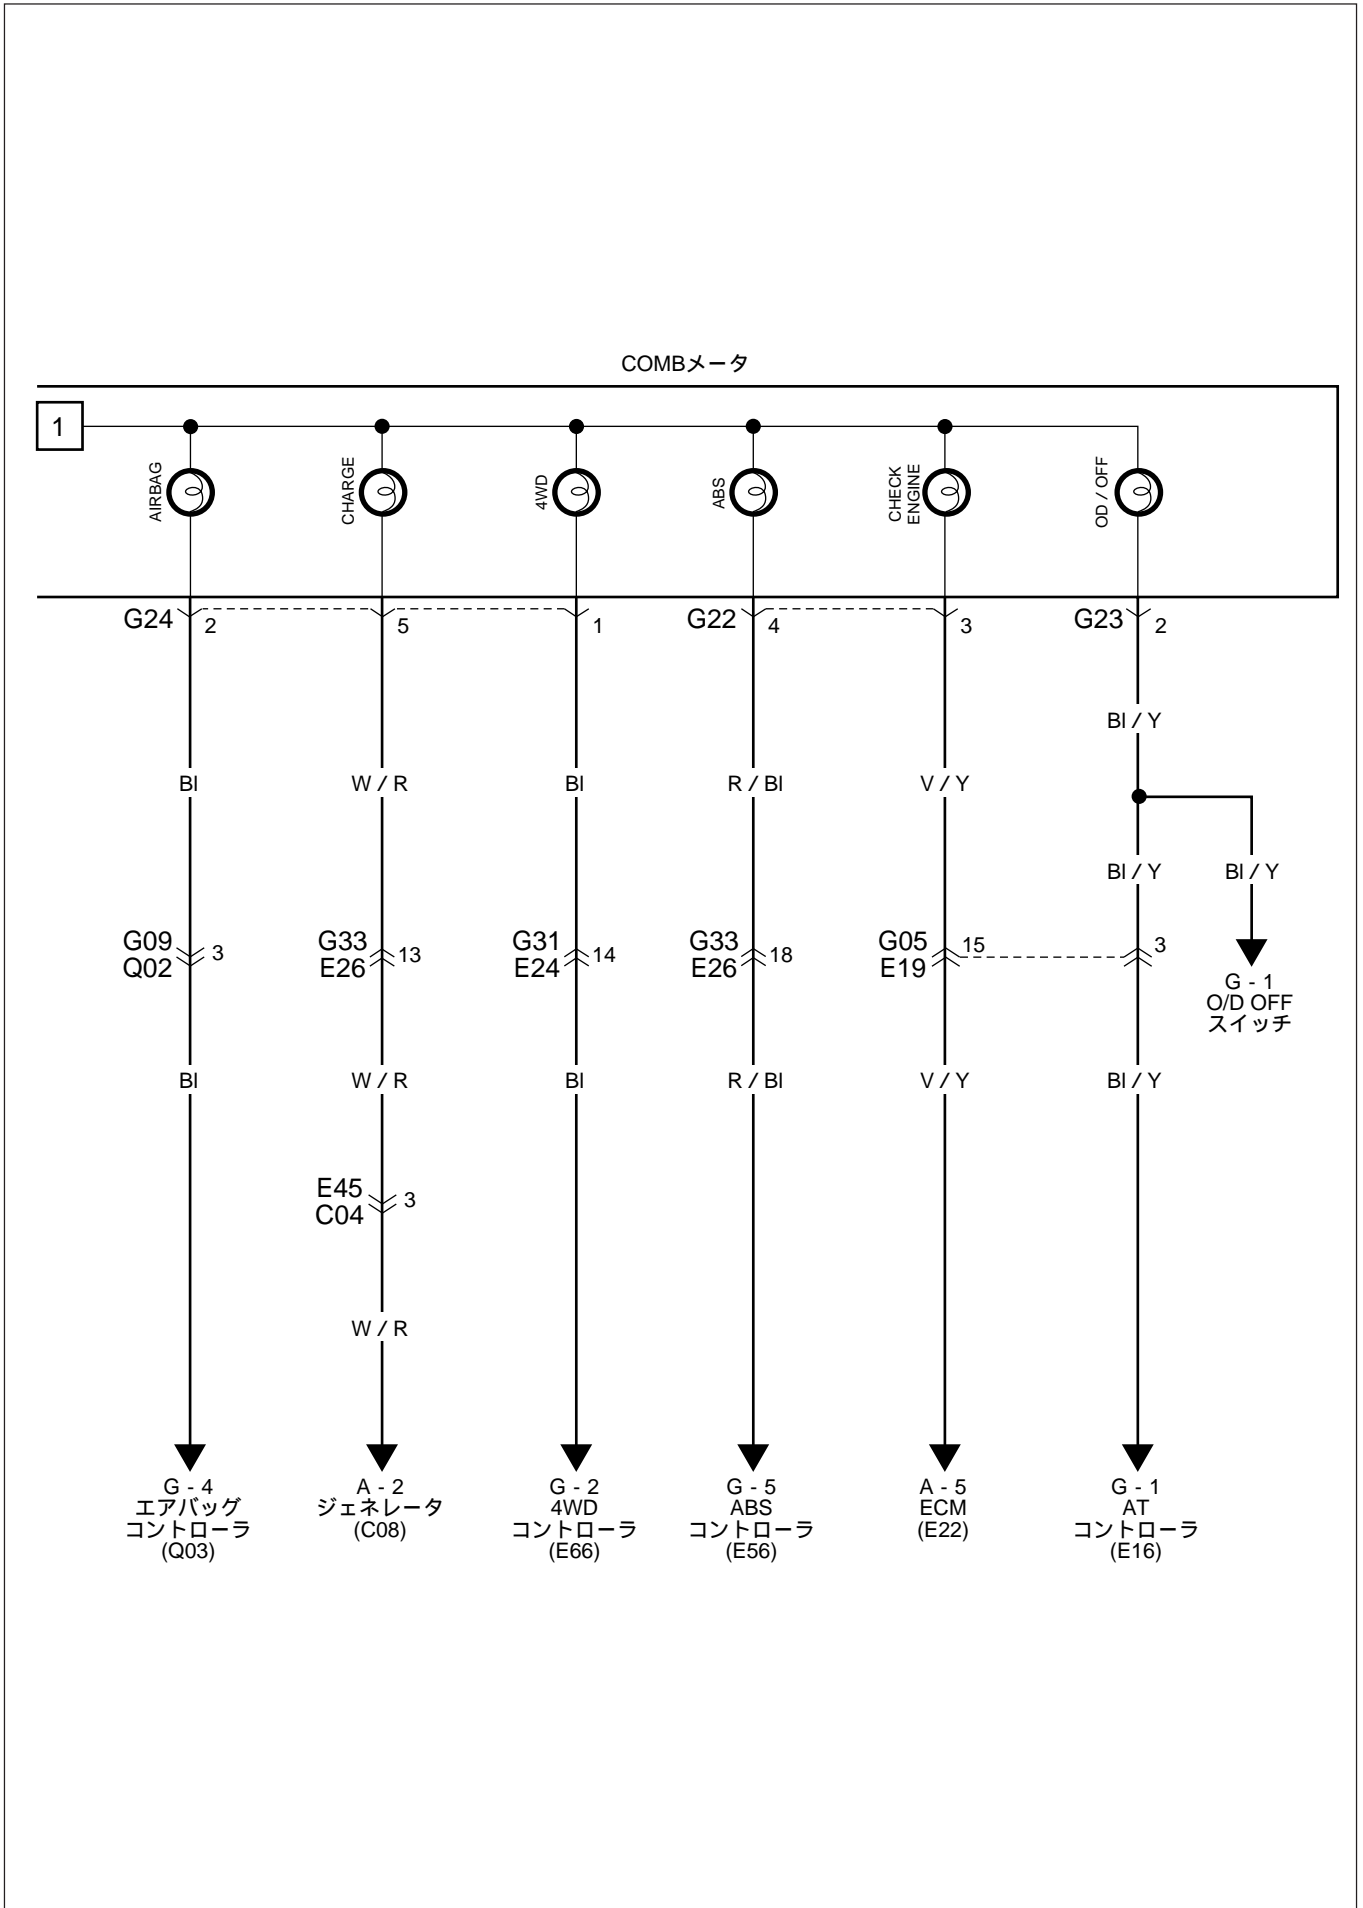 COMBメータ
1
AIRBAG
CHARGE
4WD
ABS
CHECK
ENGINE
OD / OFF
G24 2 5 1 G22 4 3 G23 2
Bl / Y
Bl W / R Bl R / Bl V / Y
Bl / Y Bl / Y
G09
Q02
3
G33
E26
13
G31
E24
14
G33
E26
18
G05
E19
15
3
G - 1
O/D OFF
スイッチ
Bl W / R Bl R / Bl V / Y Bl / Y
E45
C04
3
W / R
G - 4
エアバッグ
コントローラ
(Q03)
A - 2
ジェネレータ
(C08)
G - 2
4WD
コントローラ
(E66)
G - 5
ABS
コントローラ
(E56)
A - 5
ECM
(E22)
G - 1
AT
コントローラ
(E16)